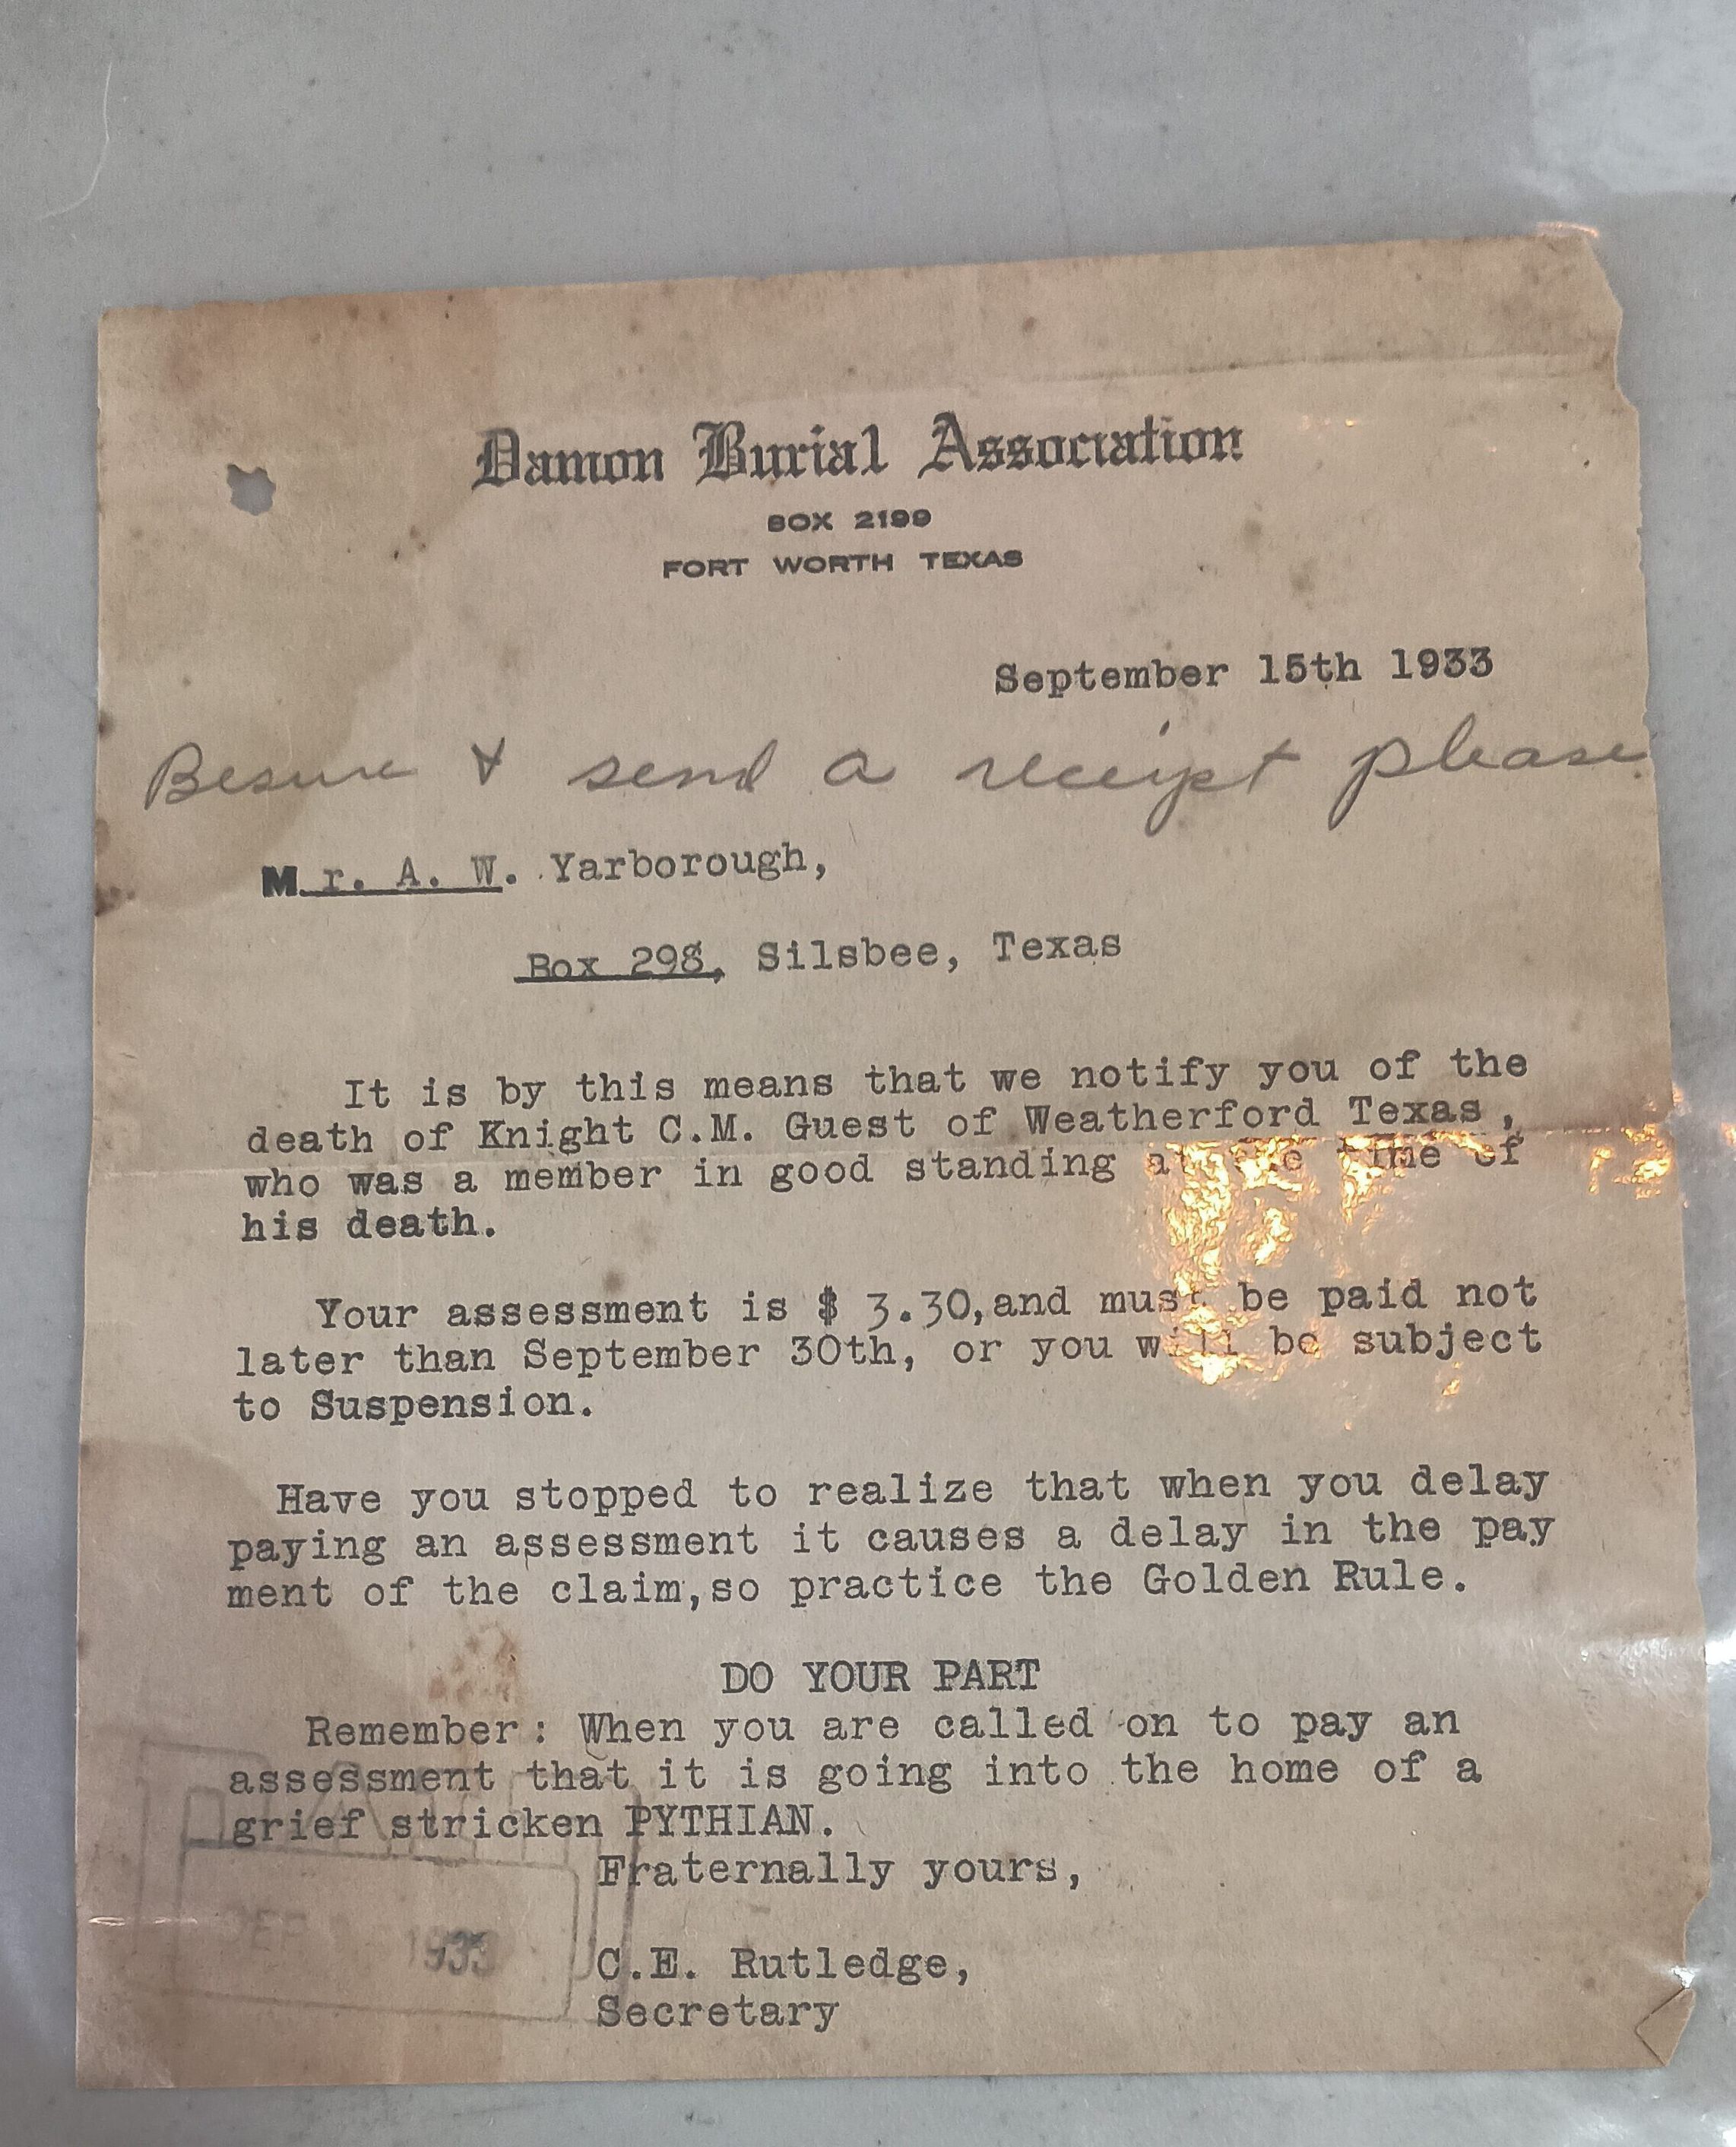 Damon Burial Association
BOX 2199
FORT WORTH TEXAS
September 15th 1933
Besure & send a receipt please
Mr. A. W. Yarborough,
Box 298, Silsbee, Texas
It is by this means that we notify you of the
death of Knight C.M. Guest of Weatherford Texas,
who was a member in good standing at the time of
his death.
Your assessment is $ 3.30,and must be paid not
later than September 30th, or you will be subject
to Suspension.
Have you stopped to realize that when you delay
paying an assessment it causes a delay in the pay
ment of the claim,so practice the Golden Rule.
DO YOUR PART
Remember: When you are called on to pay an
assessment that it is going into the home of a
grief stricken PYTHIAN.
Fraternally yours,
SEP 1933
C.E. Rutledge,
Secretary